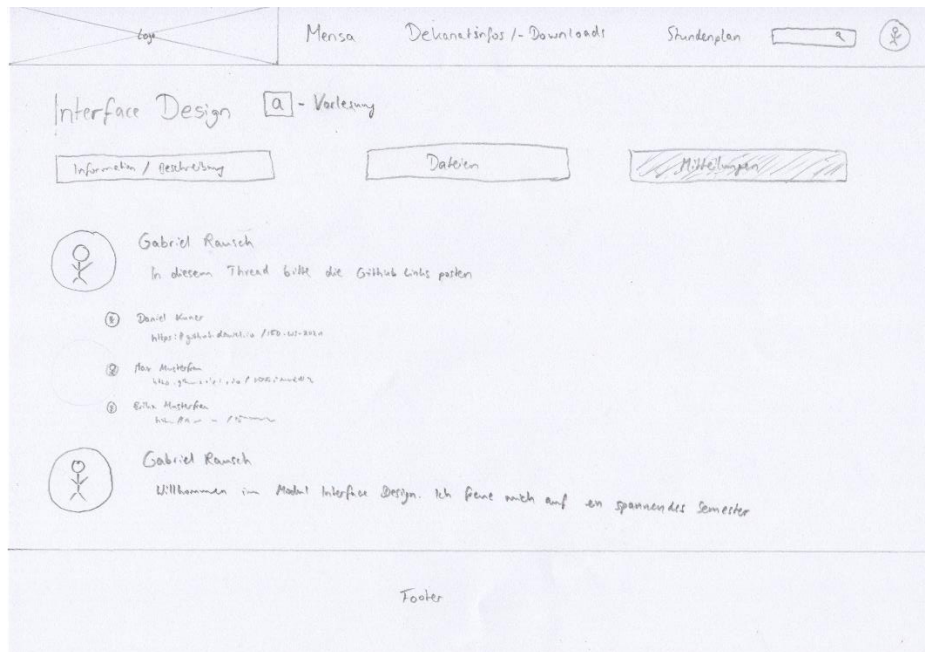 Logo Mensa Dekanatsinfos /- Downloads Stundenplan
Interface Design a - Vorlesung
Information / Beschreibung Dateien Mitteilungen
Gabriel Rausch
In diesem Thread bitte die Github Links posten
Daniel
Max Musterfrau
Erika Musterfrau
Gabriel Rausch
Willkommen im Modul Interface Design. Ich freue mich auf en spannendes Semester
Footer